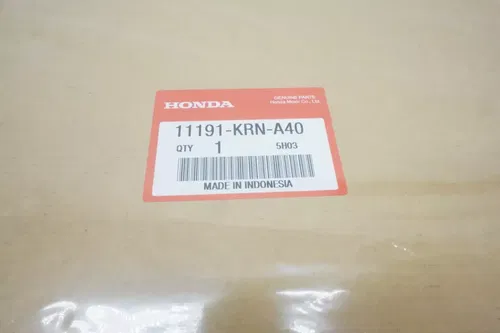 HONDA
GENUINE PARTS
Honda Motor Co., Ltd.
11191-KRN-A40
QTY 1 5H03
MADE IN INDONESIA